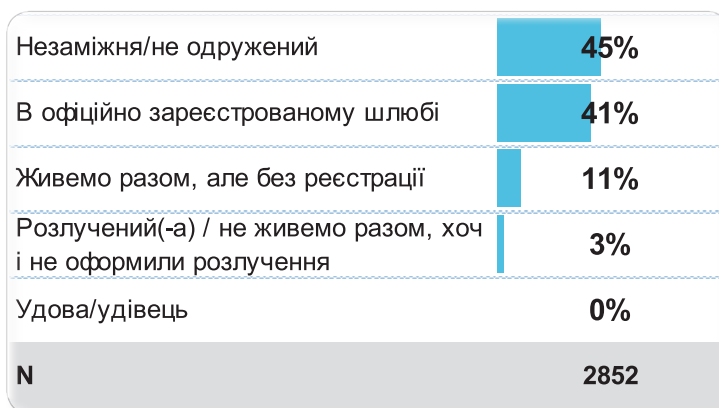 Незаміжня/не одружений 45%
В офіційно зареєстрованому шлюбі 41%
Живемо разом, але без реєстрації 11%
Розлучений(-а) / не живемо разом, хоч
і не оформили розлучення 3%
Удова/удівець 0%
N 2852